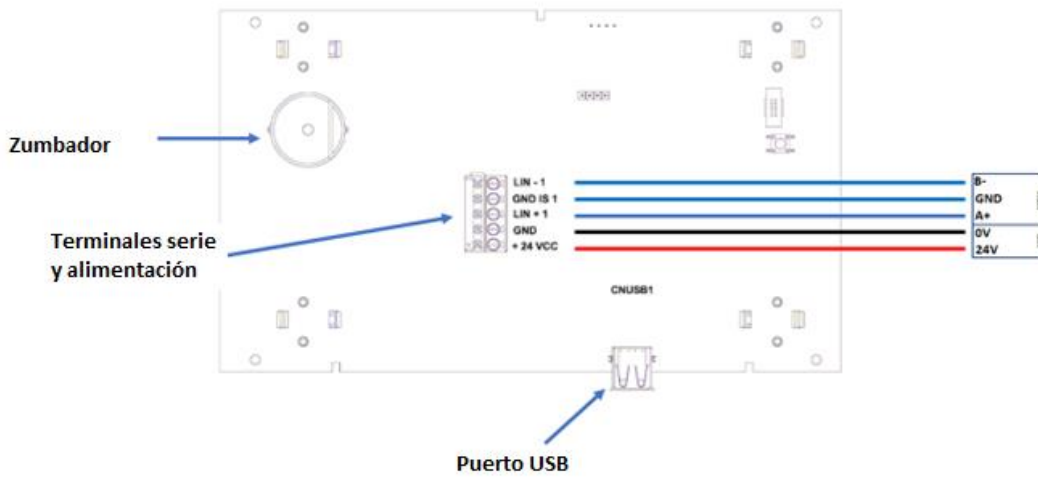 Zumbador
LIN - 1
GND IS 1
LIN + 1
GND
+ 24 VCC
B-
GND
A+
0V
24V
Terminales serie
y alimentación
CNUSB1
Puerto USB